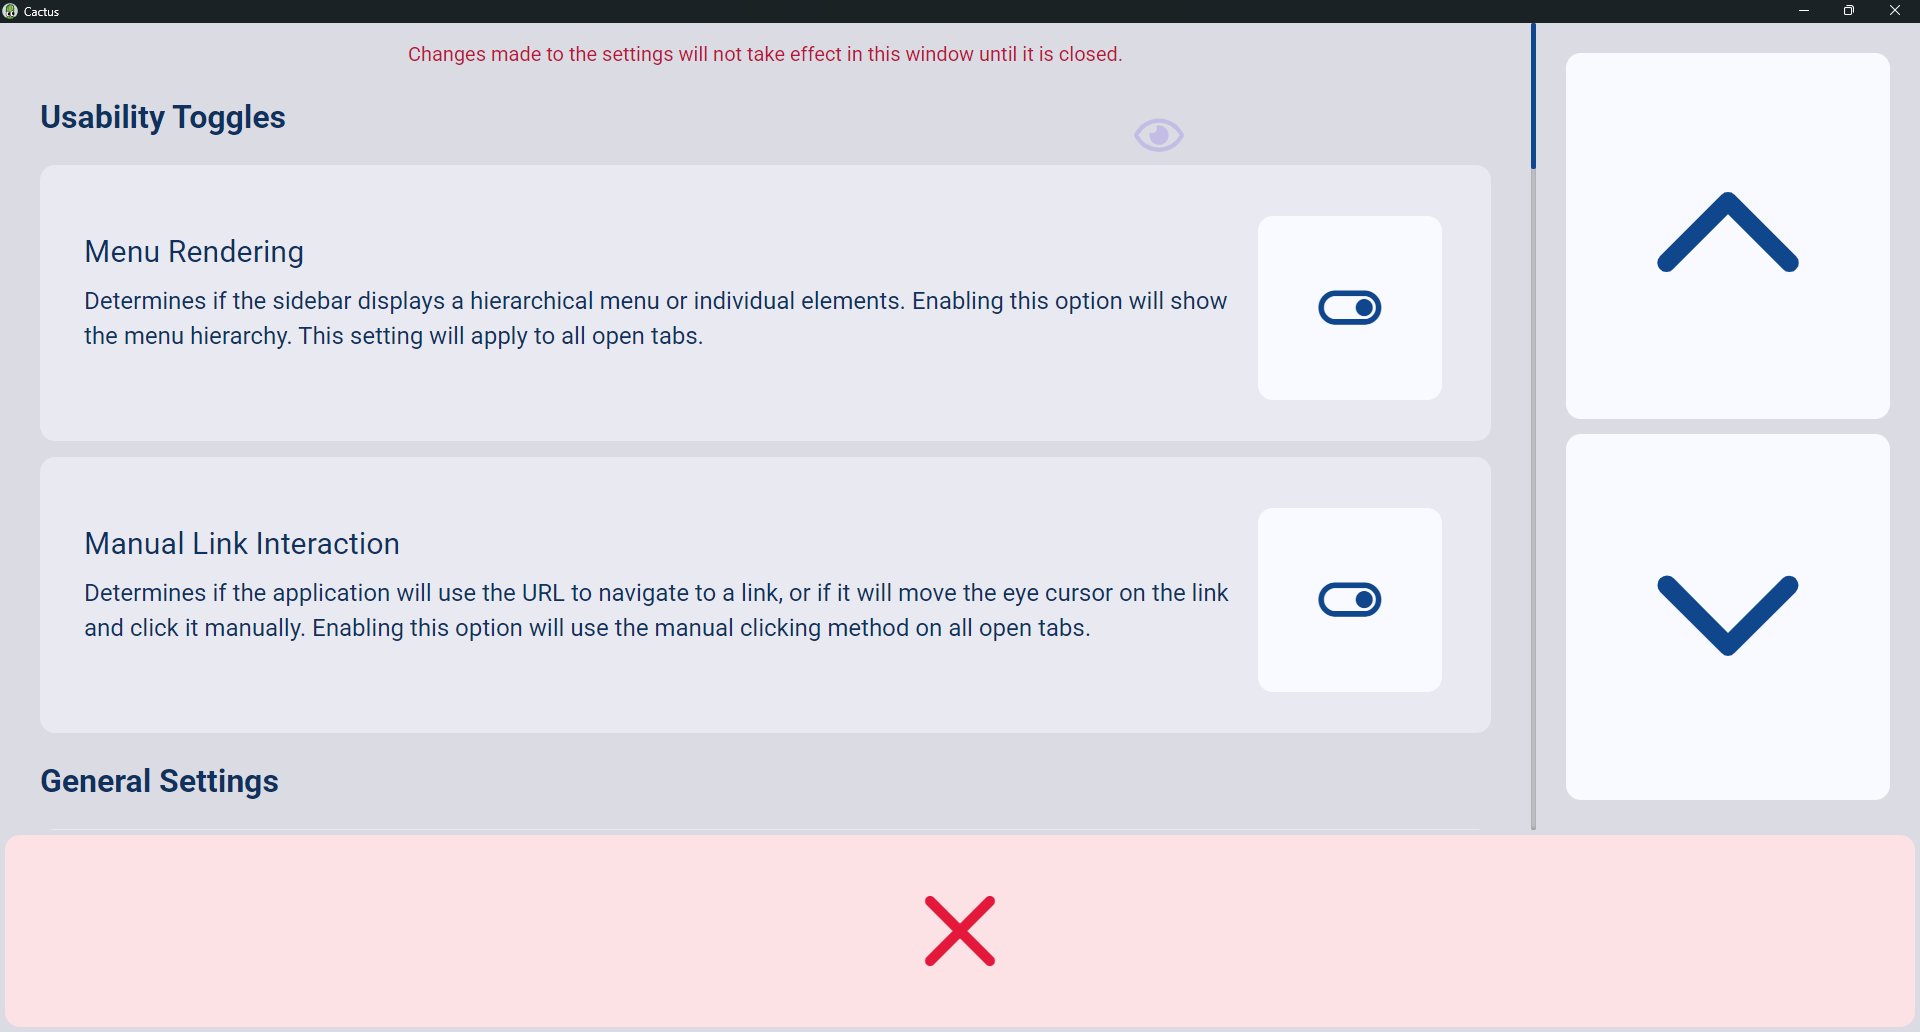 Cactus
Changes made to the settings will not take effect in this window until it is closed.
Usability Toggles
Menu Rendering
Determines if the sidebar displays a hierarchical menu or individual elements. Enabling this option will show
the menu hierarchy. This setting will apply to all open tabs.
Manual Link Interaction
Determines if the application will use the URL to navigate to a link, or if it will move the eye cursor on the link
and click it manually. Enabling this option will use the manual clicking method on all open tabs.
General Settings